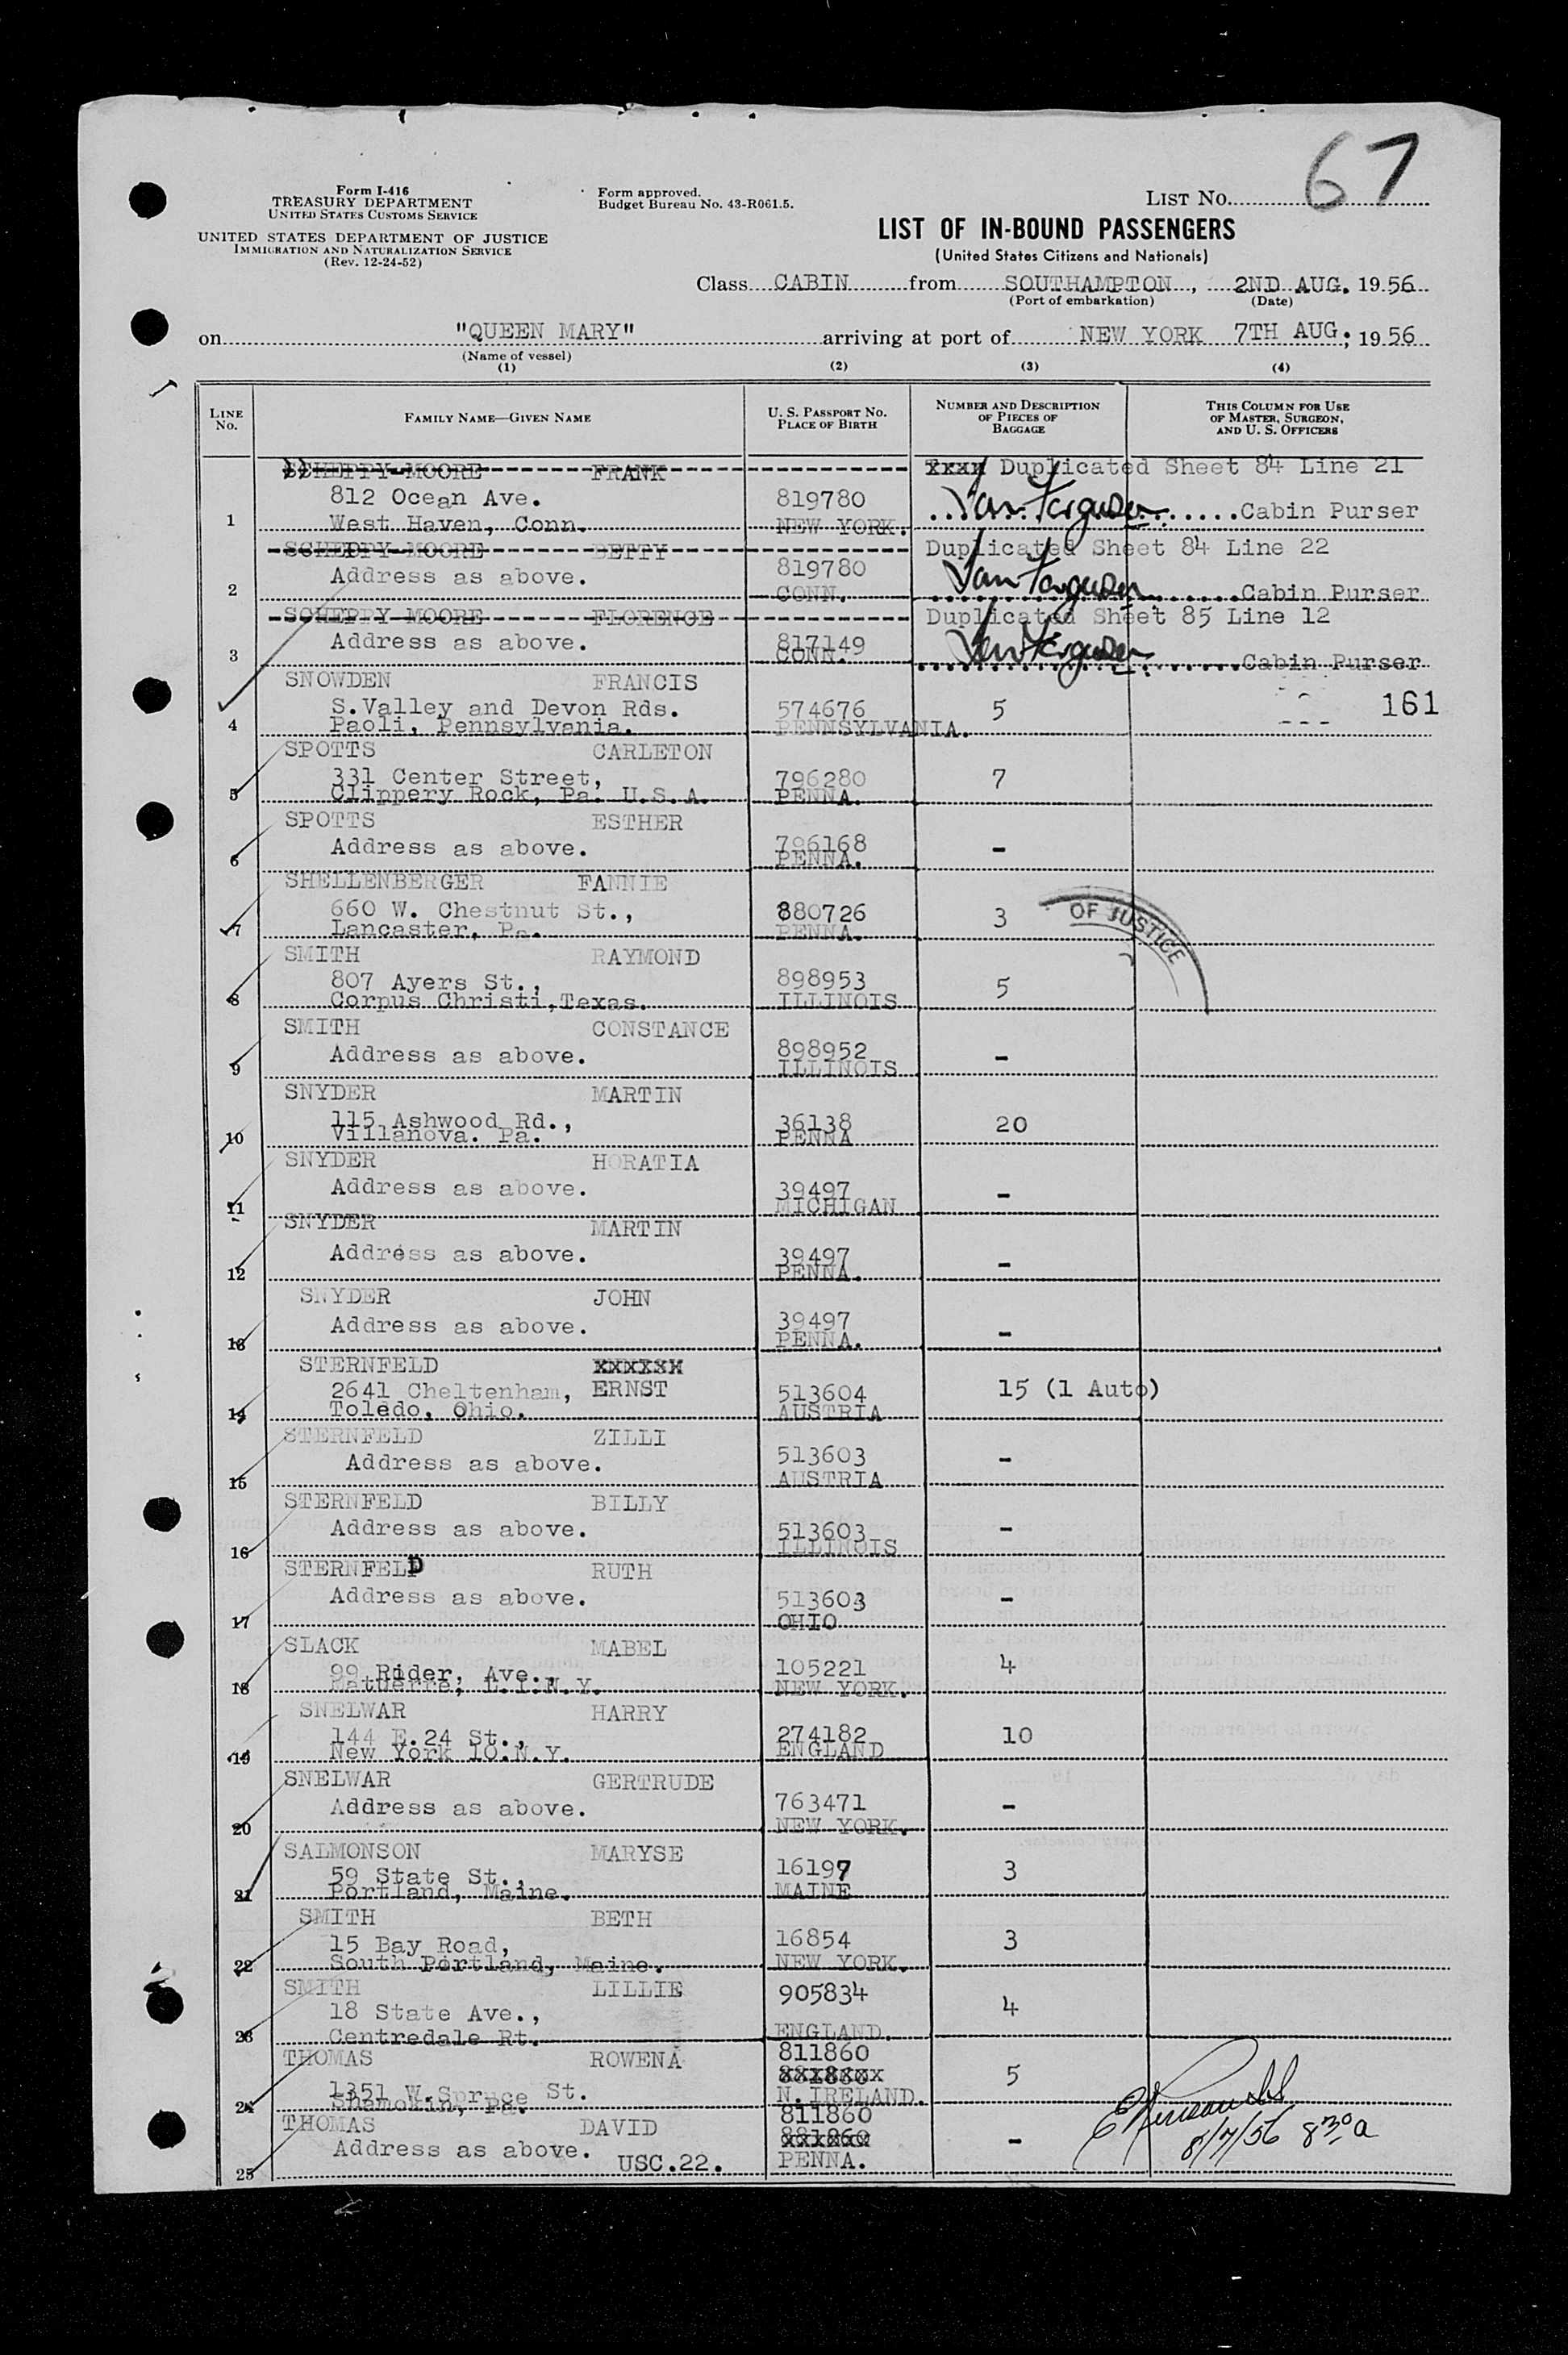 67
Form I-416
TREASURY DEPARTMENT
UNITED STATES CUSTOMS SERVICE
UNITED STATES DEPARTMENT OF JUSTICE
IMMIGRATION AND NATURALIZATION SERVICE
(Rev. 12-24-52)
Form approved.
Budget Bureau No. 43-R061.5.
LIST NO.
LIST OF IN-BOUND PASSENGERS
(United States Citizens and Nationals)
Class CABIN from SOUTHAMPTON, 2ND AUG. 1956
(Port of embarkation) (Date)
on "QUEEN MARY" arriving at port of NEW YORK 7TH AUG; 1956
(Name of vessel)
(1) (2) (3) (4)
LINE NO.
FAMILY NAME—GIVEN NAME
U. S. PASSPORT NO. PLACE OF BIRTH
NUMBER AND DESCRIPTION OF PIECES OF BAGGAGE
THIS COLUMN FOR USE OF MASTER, SURGEON, AND U. S. OFFICERS
SCHEPPY-MOORE FRANK Duplicated Sheet 84 Line 21
812 Ocean Ave. 819780
1 West Haven, Conn. NEW YORK. Cabin Purser
SCHEPPY-MOORE BETTY Duplicated Sheet 84 Line 22
Address as above. 819780
2 CONN. Cabin Purser
SCHEPPY-MOORE FLORENCE Duplicated Sheet 85 Line 12
Address as above. 817149
3 CONN. Cabin Purser
SNOWDEN FRANCIS
S.Valley and Devon Rds. 574676 5 161
4 Paoli, Pennsylvania. PENNSYLVANIA.
SPOTTS CARLETON
331 Center Street, 796280 7
5 Clippery Rock, Pa. U.S.A. PENNA.
SPOTTS ESTHER
Address as above. 796168 -
6 PENNA.
SHELLENBERGER FANNIE
660 W. Chestnut St., 880726 3
7 Lancaster, Pa. PENNA.
OF JUSTICE
SMITH RAYMOND
807 Ayers St., 898953 5
8 Corpus Christi,Texas. ILLINOIS
SMITH CONSTANCE
Address as above. 898952 -
9 ILLINOIS
SNYDER MARTIN
115 Ashwood Rd., 36138 20
10 Villanova. Pa. PENNA
SNYDER HORATIA
Address as above. 39497 -
11 MICHIGAN
SNYDER MARTIN
Address as above. 39497 -
12 PENNA.
SNYDER JOHN
Address as above. 39497 -
13 PENNA.
STERNFELD XXXXXX
2641 Cheltenham, ERNST 513604 15 (1 Auto)
14 Toledo, Ohio. AUSTRIA
STERNFELD ZILLI
Address as above. 513603 -
15 AUSTRIA
STERNFELD BILLY
Address as above. 513603 -
16 ILLINOIS
STERNFELD RUTH
Address as above. 513603 -
17 OHIO
SLACK MABEL
99 Rider, Ave., 105221 4
18 L.I.N.Y. NEW YORK.
SNELWAR HARRY
144 E.24 St., 274182 10
19 New York 10.N.Y. ENGLAND
SNELWAR GERTRUDE
Address as above. 763471 -
20 NEW YORK.
SALMONSON MARYSE
59 State St., 16197 3
21 Portland, Maine. MAINE
SMITH BETH
15 Bay Road, 16854 3
22 South Portland, Maine. NEW YORK.
SMITH LILLIE 905834
18 State Ave., 4
23 Centredale Rt. ENGLAND.
THOMAS ROWENA 811860
1351 W.Spruce St. 5
24 Shamokin, Pa. N.IRELAND.
THOMAS DAVID 811860
Address as above. -
25 USC.22. PENNA.
8/7/56 830a